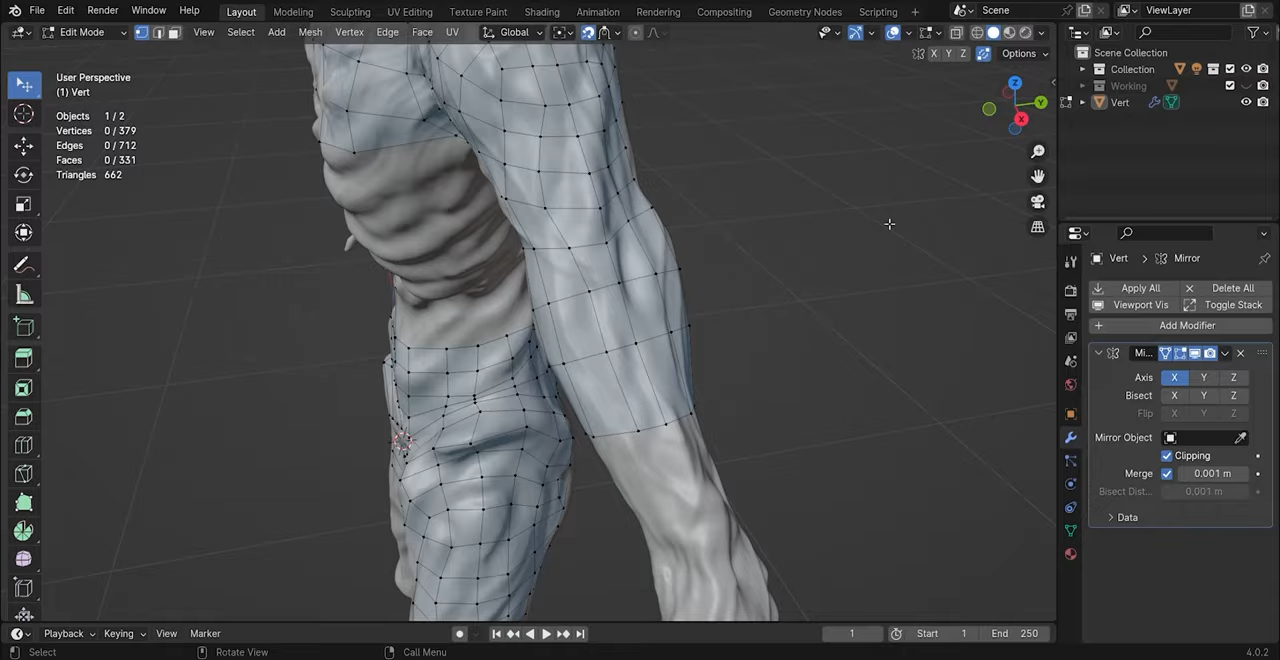 File Edit Render Window Help Layout Modeling Sculpting UV Editing Texture Paint Shading Animation Rendering Compositing Geometry Nodes Scripting + Scene ViewLayer
Edit Mode View Select Add Mesh Vertex Edge Face UV Global
X Y Z Options
User Perspective
(1) Vert
Objects 1 / 2
Vertices 0 / 379
Edges 0 / 712
Faces 0 / 331
Triangles 662
Z
Y
X
Scene Collection
Collection
Working
Vert
Vert Mirror
Apply All Delete All
Viewport Vis Toggle Stack
Add Modifier
Mi...
Axis X Y Z
Bisect X Y Z
Flip X Y Z
Mirror Object
Clipping
Merge 0.001 m
Bisect Dist... 0.001 m
Data
Playback Keying View Marker 1 Start 1 End 250
Select Rotate View Call Menu 4.0.2